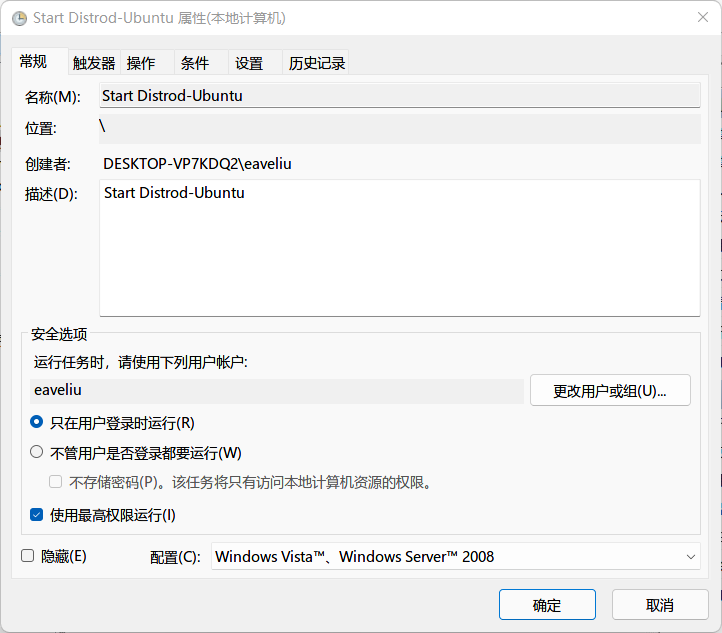 Start Distrod-Ubuntu 属性(本地计算机)
常规 触发器 操作 条件 设置 历史记录
名称(M): Start Distrod-Ubuntu
位置: \
创建者: DESKTOP-VP7KDQ2\eaveliu
描述(D): Start Distrod-Ubuntu
安全选项
运行任务时，请使用下列用户帐户:
eaveliu 更改用户或组(U)...
只在用户登录时运行(R)
不管用户是否登录都要运行(W)
不存储密码(P)。该任务将只有访问本地计算机资源的权限。
使用最高权限运行(I)
隐藏(E) 配置(C): Windows Vista™、Windows Server™ 2008
确定 取消